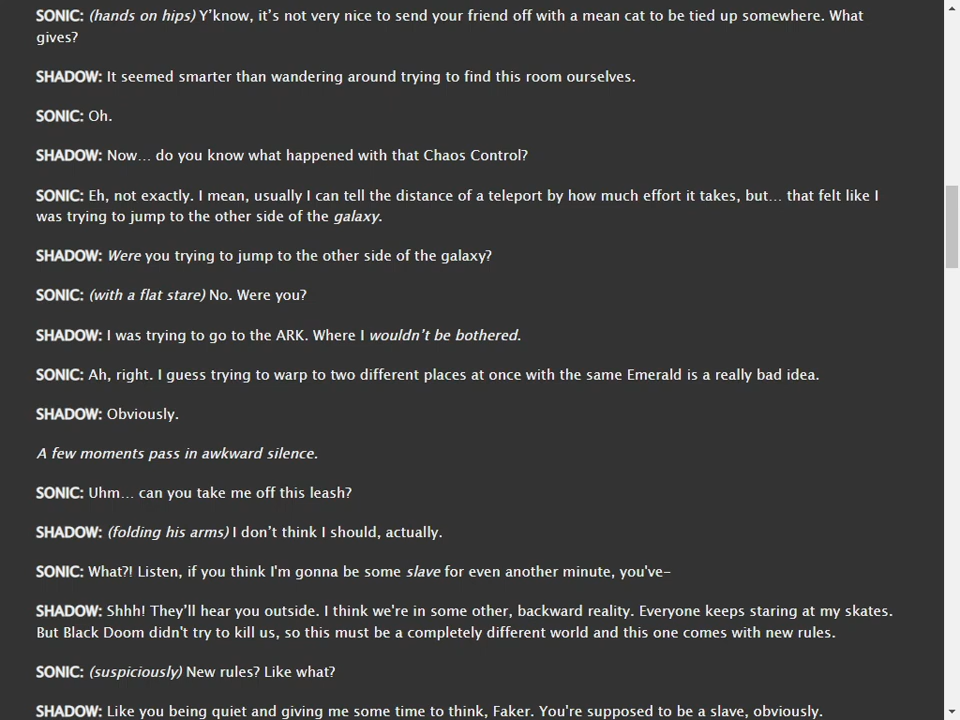 SONIC: (hands on hips) Y’know, it’s not very nice to send your friend off with a mean cat to be tied up somewhere. What
gives?
SHADOW: It seemed smarter than wandering around trying to find this room ourselves.
SONIC: Oh.
SHADOW: Now… do you know what happened with that Chaos Control?
SONIC: Eh, not exactly. I mean, usually I can tell the distance of a teleport by how much effort it takes, but… that felt like I
was trying to jump to the other side of the galaxy.
SHADOW: Were you trying to jump to the other side of the galaxy?
SONIC: (with a flat stare) No. Were you?
SHADOW: I was trying to go to the ARK. Where I wouldn’t be bothered.
SONIC: Ah, right. I guess trying to warp to two different places at once with the same Emerald is a really bad idea.
SHADOW: Obviously.
A few moments pass in awkward silence.
SONIC: Uhm… can you take me off this leash?
SHADOW: (folding his arms) I don’t think I should, actually.
SONIC: What?! Listen, if you think I'm gonna be some slave for even another minute, you've–
SHADOW: Shhh! They’ll hear you outside. I think we're in some other, backward reality. Everyone keeps staring at my skates.
But Black Doom didn't try to kill us, so this must be a completely different world and this one comes with new rules.
SONIC: (suspiciously) New rules? Like what?
SHADOW: Like you being quiet and giving me some time to think, Faker. You're supposed to be a slave, obviously.